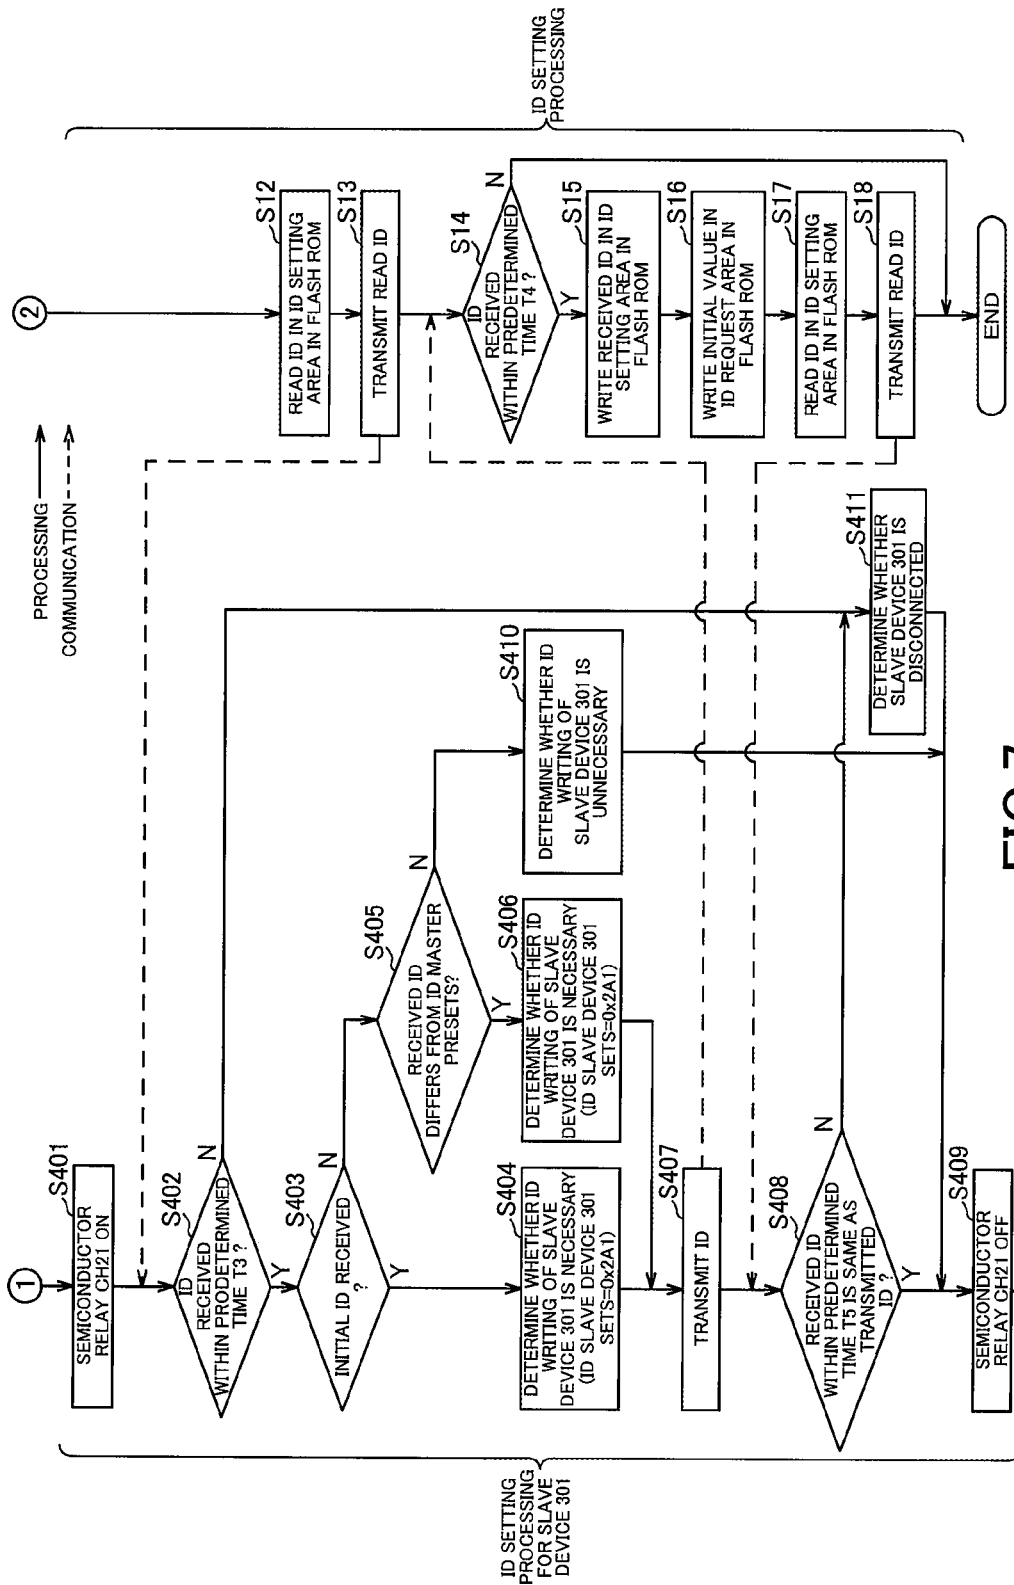 PROCESSING
COMMUNICATION
1
SEMICONDUCTOR
RELAY CH21 ON
S401
ID
RECEIVED
WITHIN PRODETERMINED
TIME T3 ?
S402
N
Y
INITIAL ID RECEIVED
?
S403
N
Y
DETERMINE WHETHER ID
WRITING OF SLAVE
DEVICE 301 IS NECESSARY
(ID SLAVE DEVICE 301
SETS=0x2A1)
S404
RECEIVED ID
DIFFERS FROM ID MASTER
PRESETS?
S405
N
Y
DETERMINE WHETHER ID
WRITING OF SLAVE
DEVICE 301 IS NECESSARY
(ID SLAVE DEVICE 301
SETS=0x2A1)
S406
DETERMINE WHETHER ID
WRITING OF
SLAVE DEVICE 301 IS
UNNECESSARY
S410
TRANSMIT ID
S407
RECEIVED ID
WITHIN PREDETERMINED
TIME T5 IS SAME AS
TRANSMITTED
ID ?
S408
N
Y
DETERMINE WHETHER
SLAVE DEVICE 301 IS
DISCONNECTED
S411
SEMICONDUCTOR
RELAY CH21 OFF
S409
ID SETTING
PROCESSING
FOR SLAVE
DEVICE 301
2
READ ID IN ID SETTING
AREA IN FLASH ROM
S12
TRANSMIT READ ID
S13
ID
RECEIVED
WITHIN PREDETERMINED
TIME T4 ?
S14
N
Y
WRITE RECEIVED ID IN ID
SETTING AREA IN
FLASH ROM
S15
WRITE INITIAL VALUE IN
ID REQUEST AREA IN
FLASH ROM
S16
READ ID IN ID SETTING
AREA IN FLASH ROM
S17
TRANSMIT READ ID
S18
END
ID SETTING
PROCESSING